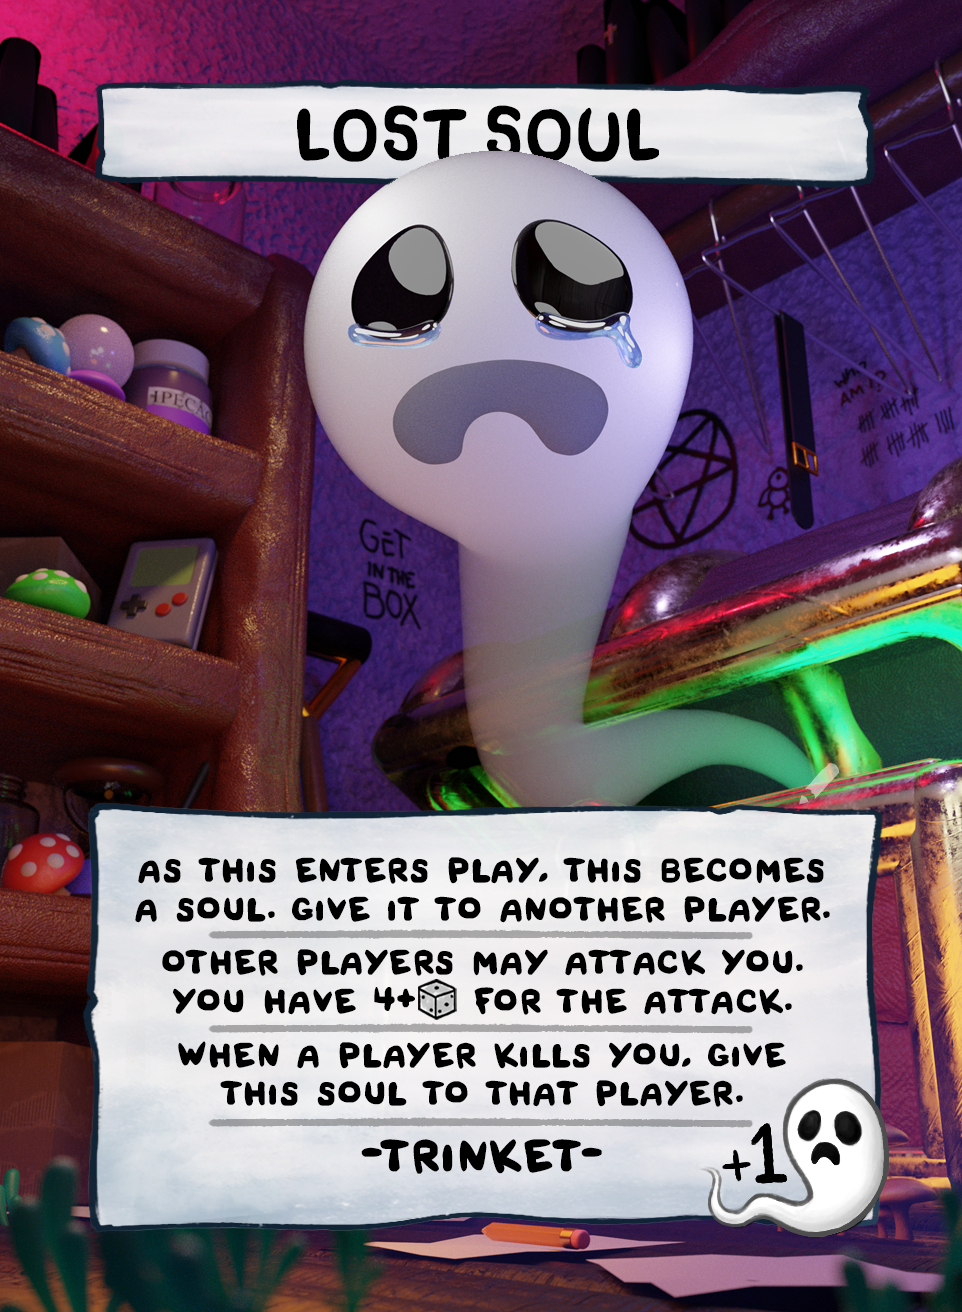 LOST SOUL
IPECAC
WHO
AM I?
GET
IN THE
BOX
AS THIS ENTERS PLAY, THIS BECOMES
A SOUL. GIVE IT TO ANOTHER PLAYER.
OTHER PLAYERS MAY ATTACK YOU.
YOU HAVE 4+ FOR THE ATTACK.
WHEN A PLAYER KILLS YOU, GIVE
THIS SOUL TO THAT PLAYER.
-TRINKET-
+1